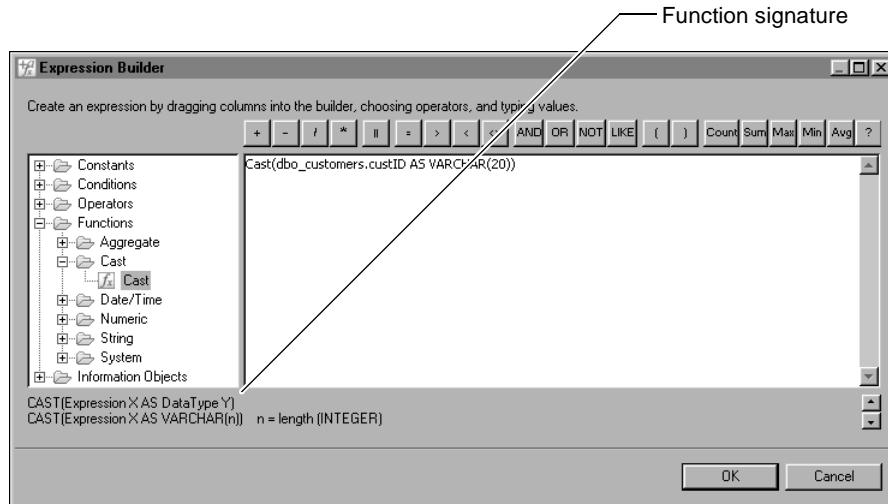 Function signature
Expression Builder
Create an expression by dragging columns into the builder, choosing operators, and typing values.
+ - / * || = > < <> AND OR NOT LIKE ( ) Count Sum Max Min Avg ?
Constants
Conditions
Operators
Functions
Aggregate
Cast
Cast
Date/Time
Numeric
String
System
Information Objects
Cast(dbo_customers.custID AS VARCHAR(20))
CAST(Expression X AS DataType Y)
CAST(Expression X AS VARCHAR(n)) n = length (INTEGER)
OK Cancel